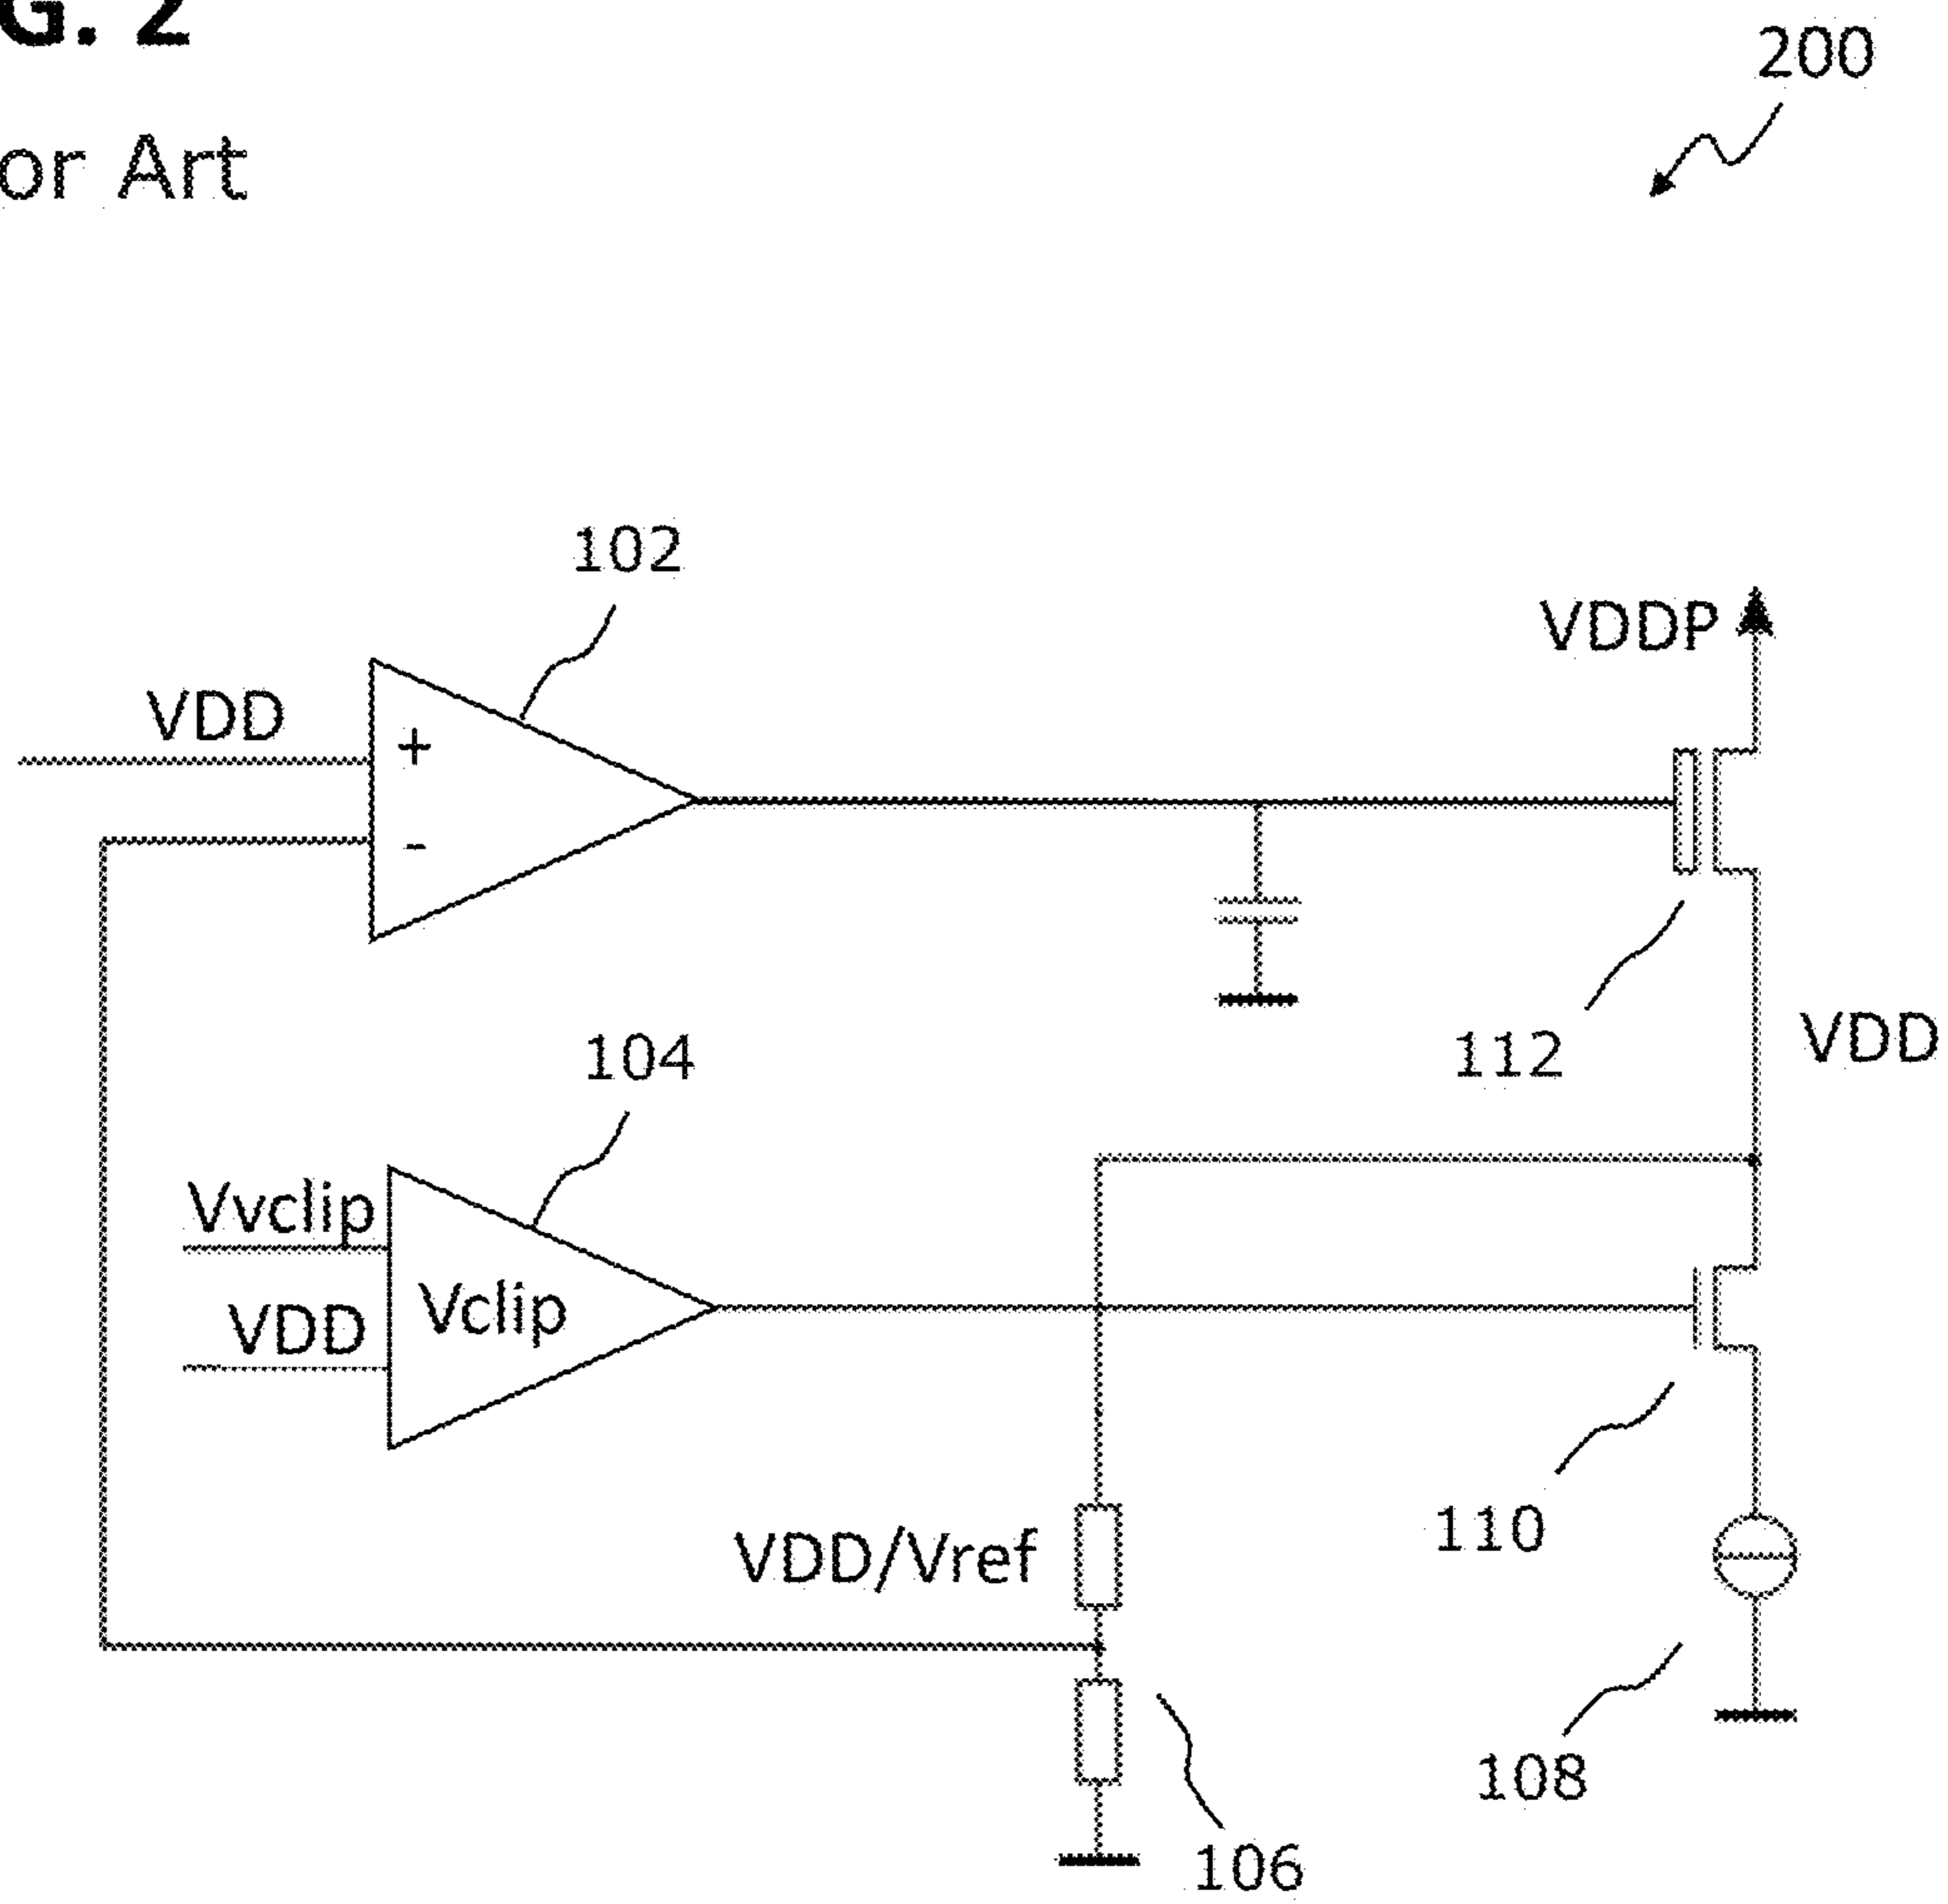 G. 2
or Art
200
102
VDDP
VDD
+
-
112
VDD
104
Vvclip
VDD
Vclip
110
VDD/Vref
108
106